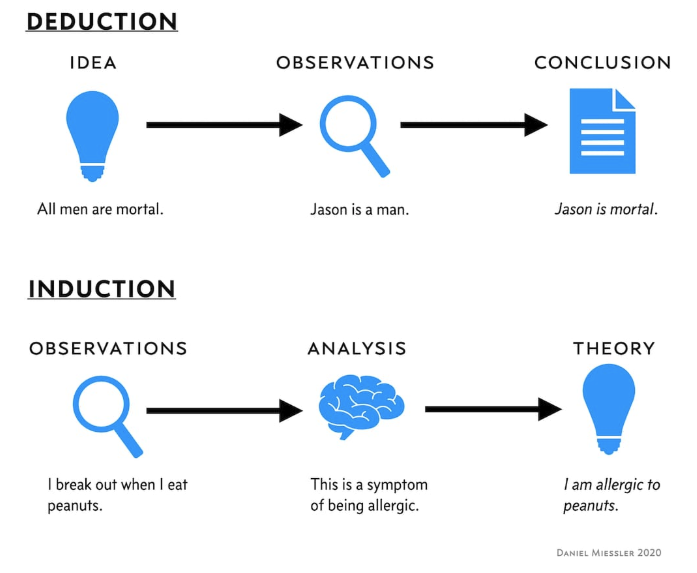 DEDUCTION
IDEA
OBSERVATIONS
CONCLUSION
All men are mortal.
Jason is a man.
Jason is mortal.
INDUCTION
OBSERVATIONS
ANALYSIS
THEORY
I break out when I eat
peanuts.
This is a symptom
of being allergic.
I am allergic to
peanuts.
DANIEL MIESSLER 2020